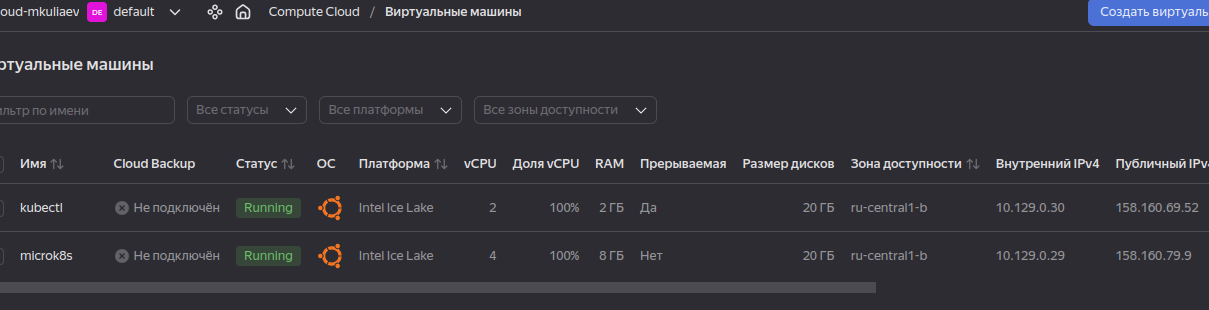 oud-mkuliaev DE default Compute Cloud / Виртуальные машины Создать виртуаль
ртуальные машины
льтр по имени Все статусы Все платформы Все зоны доступности
Имя Cloud Backup Статус ОС Платформа vCPU Доля vCPU RAM Прерываемая Размер дисков Зона доступности Внутренний IPv4 Публичный IPv4
kubectl Не подключён Running Intel Ice Lake 2 100% 2 ГБ Да 20 ГБ ru-central1-b 10.129.0.30 158.160.69.52
microk8s Не подключён Running Intel Ice Lake 4 100% 8 ГБ Нет 20 ГБ ru-central1-b 10.129.0.29 158.160.79.9